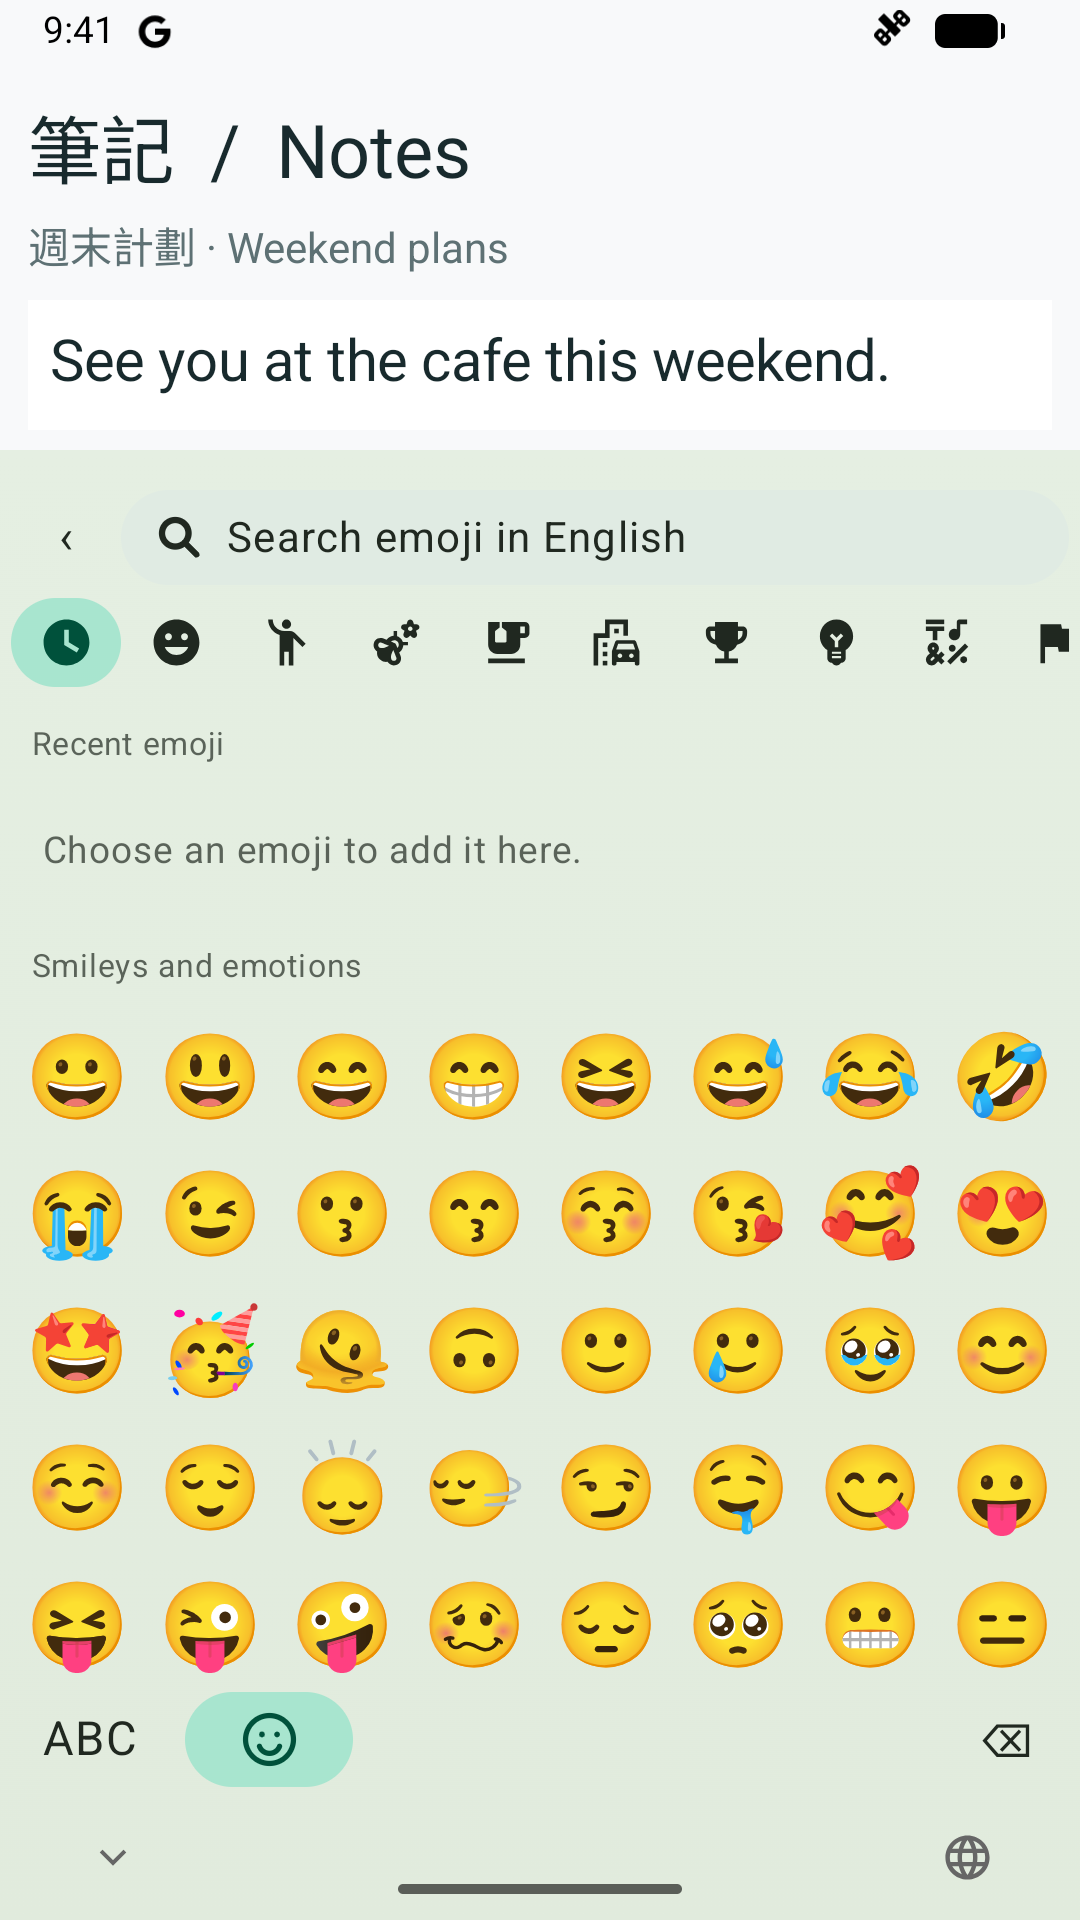 9:41
筆記 / Notes
週末計劃 · Weekend plans
See you at the cafe this weekend.
Search emoji in English
Recent emoji
Choose an emoji to add it here.
Smileys and emotions
ABC